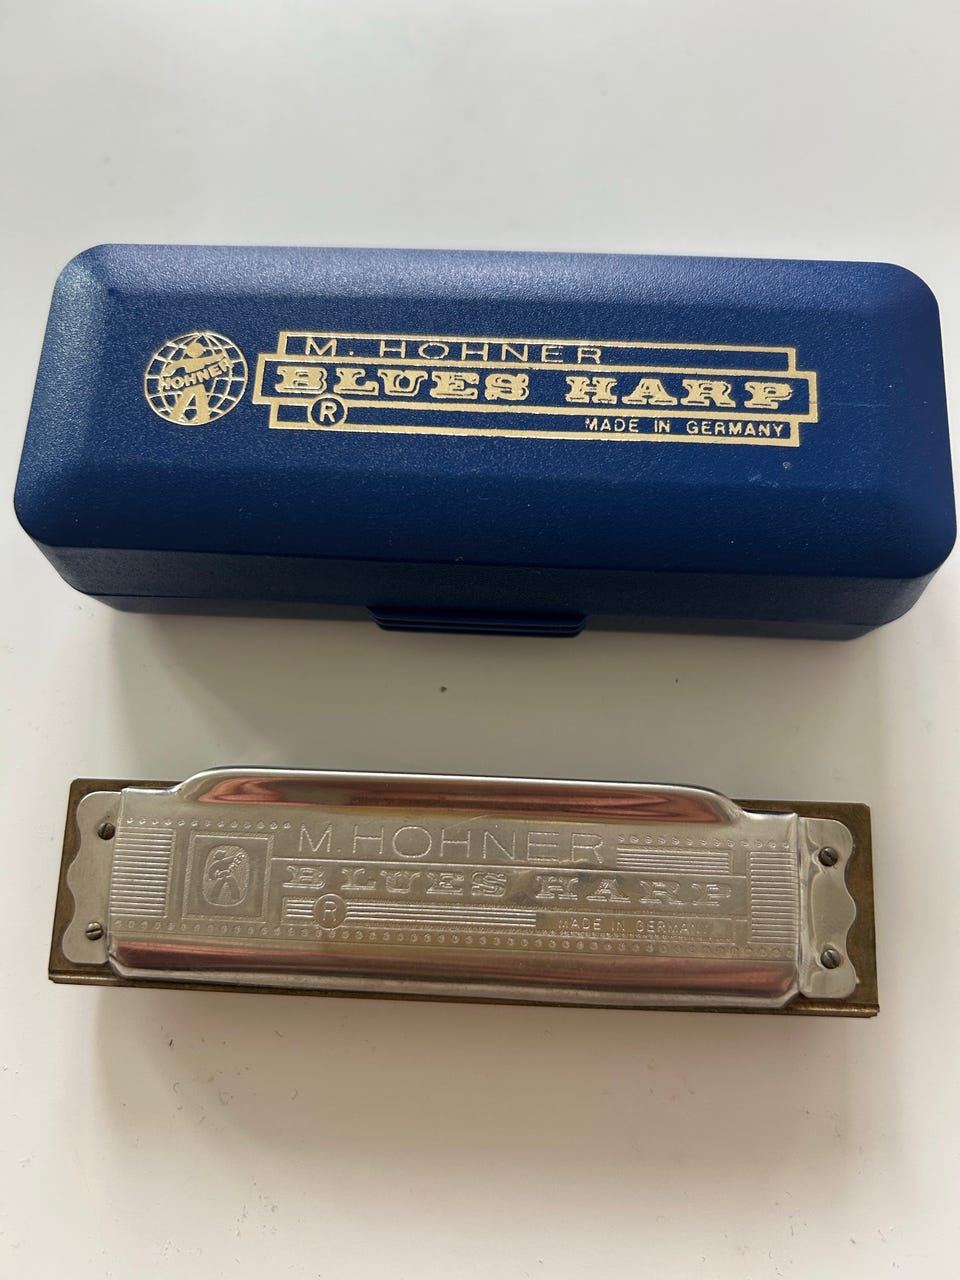 HOHNER
M. HOHNER
BLUES HARP
®
MADE IN GERMANY
M. HOHNER
BLUES HARP
®
MADE IN GERMANY